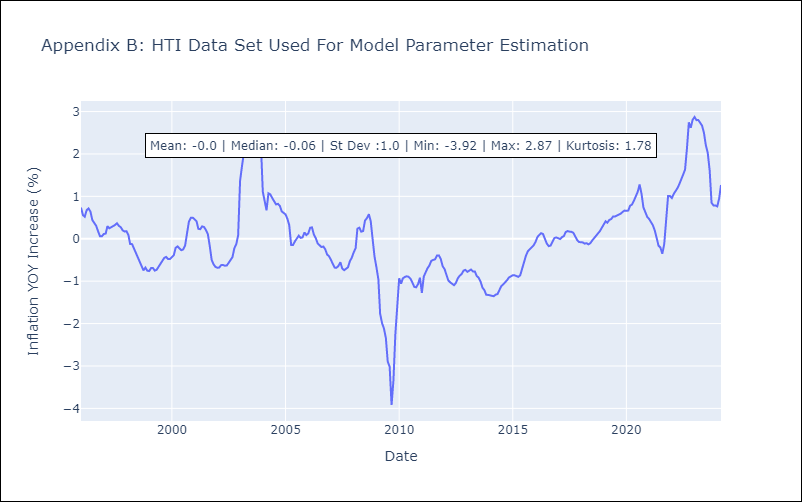 Appendix B: HTI Data Set Used For Model Parameter Estimation
3
Mean: -0.0 | Median: -0.06 | St Dev :1.0 | Min: -3.92 | Max: 2.87 | Kurtosis: 1.78
2
1
0
−1
−2
−3
−4
Inflation YOY Increase (%)
2000 2005 2010 2015 2020
Date